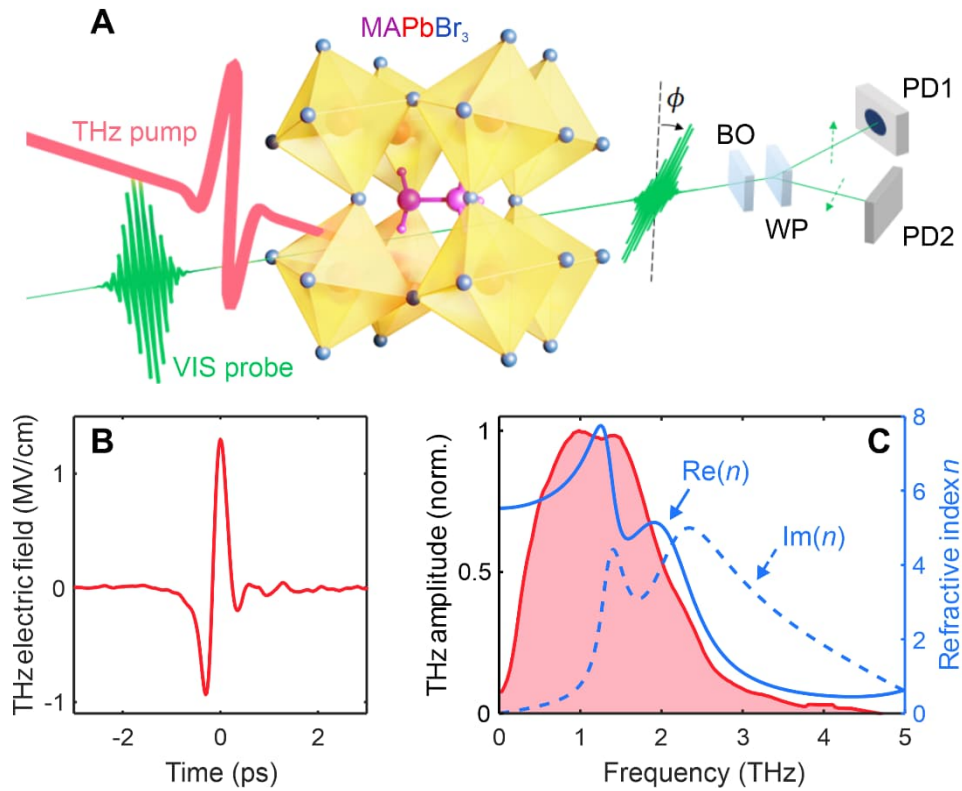 A
MAPbBr₃
THz pump
VIS probe
ϕ
BO
WP
PD1
PD2
B
THz electric field (MV/cm)
1
0
-1
-2
0
2
Time (ps)
C
THz amplitude (norm.)
1
0.5
0
Re(n)
Im(n)
8
6
4
2
0
Refractive index n
0
1
2
3
4
5
Frequency (THz)